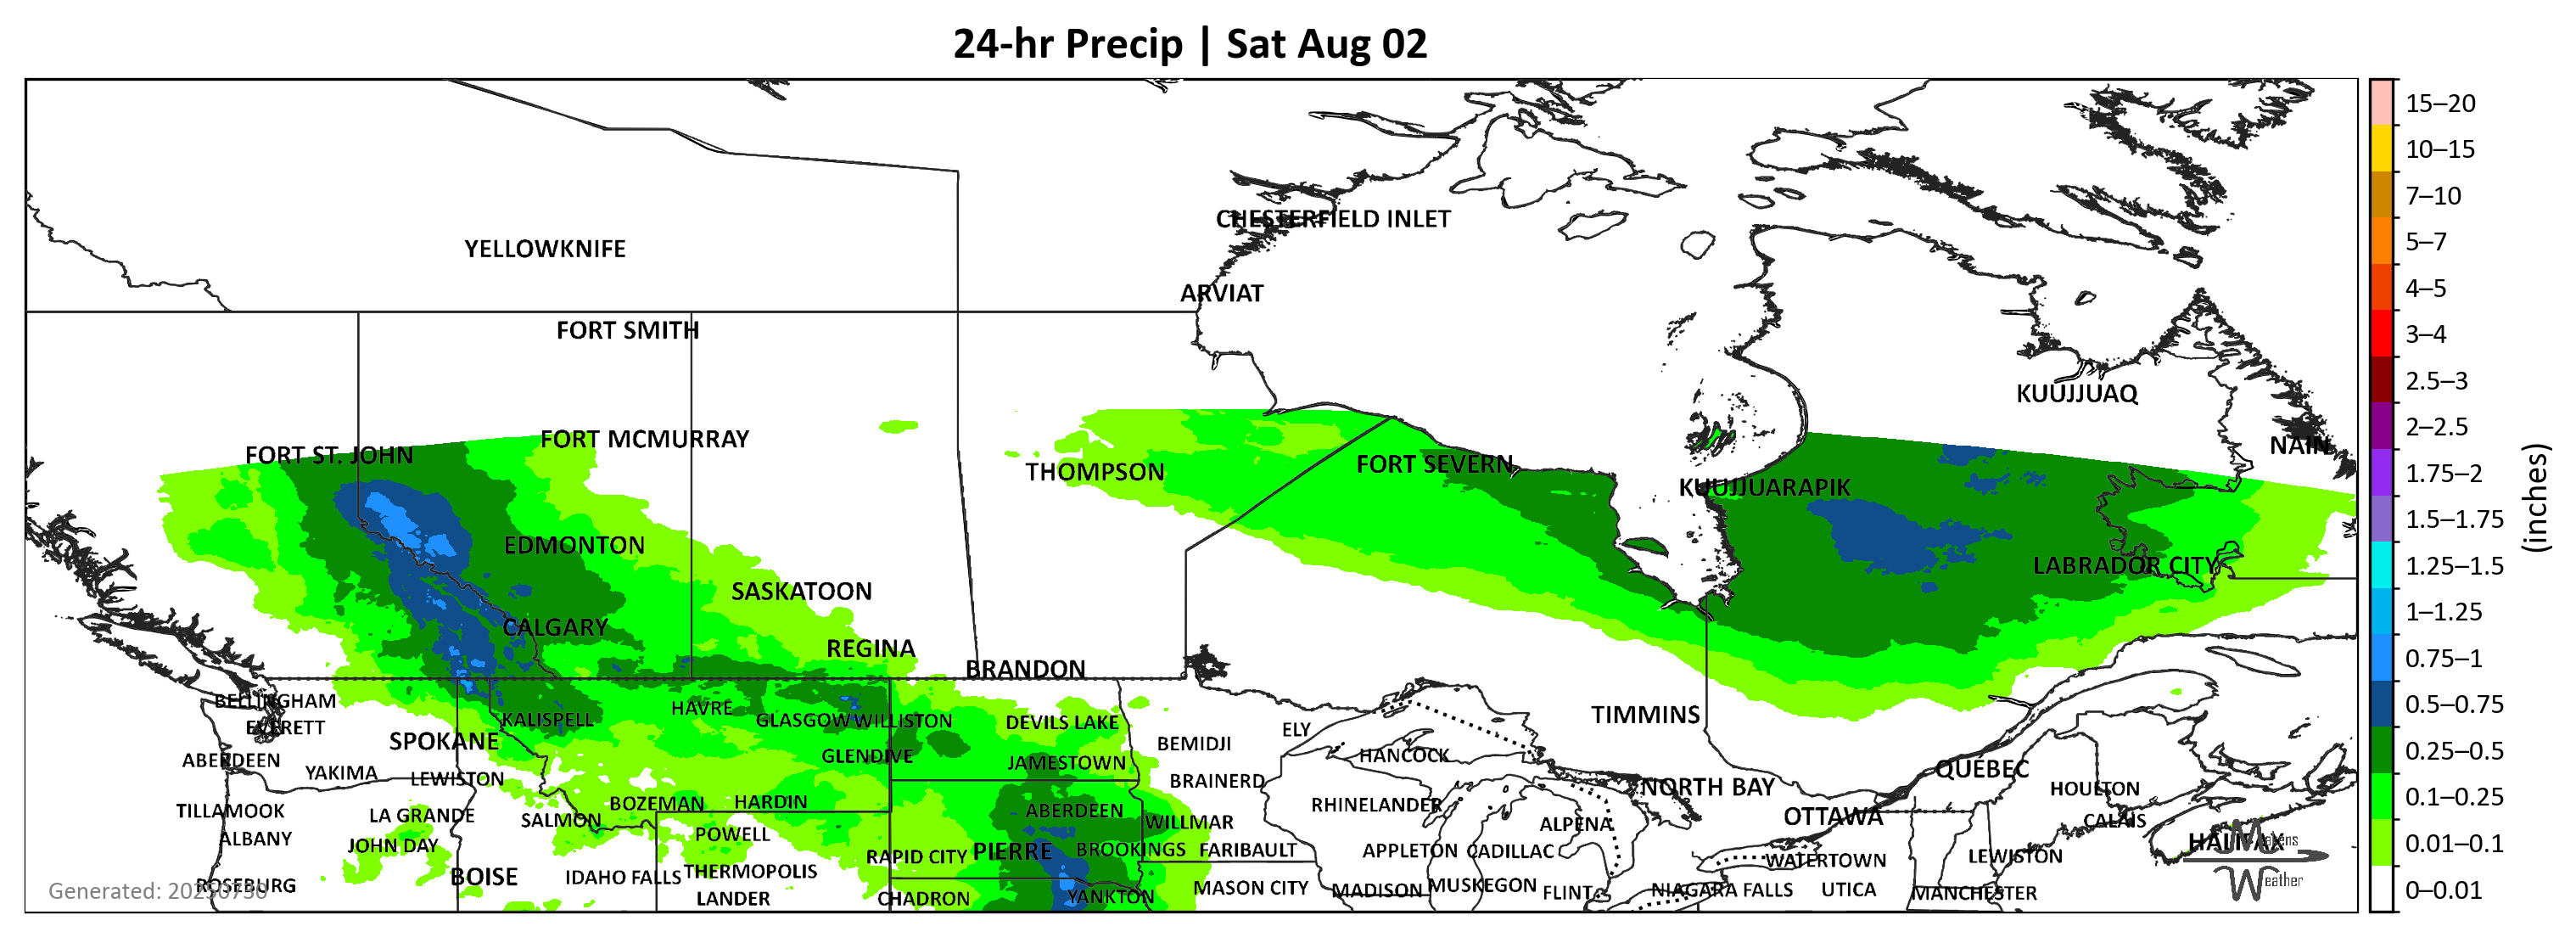 24-hr Precip | Sat Aug 02
CHESTERFIELD INLET
YELLOWKNIFE
ARVIAT
FORT SMITH
KUUJJUAQ
FORT MCMURRAY
NAIN
FORT ST. JOHN
FORT SEVERN
THOMPSON
KUUJJUARAPIK
EDMONTON
LABRADOR CITY
SASKATOON
CALGARY
REGINA
BRANDON
BELLINGHAM
HAVRE
TIMMINS
KALISPELL
GLASGOW
WILLISTON
DEVILS LAKE
EVERETT
ELY
SPOKANE
BEMIDJI
GLENDIVE
HANCOCK
ABERDEEN
JAMESTOWN
QUÉBEC
YAKIMA
LEWISTON
BRAINERD
NORTH BAY
HOULTON
BOZEMAN
HARDIN
RHINELANDER
TILLAMOOK
ABERDEEN
LA GRANDE
SALMON
WILLMAR
ALPENA
OTTAWA
CALAIS
ALBANY
POWELL
HALIFAX
Matens
JOHN DAY
RAPID CITY
PIERRE
BROOKINGS
FARIBAULT
APPLETON
CADILLAC
WATERTOWN
LEWISTON
BOISE
IDAHO FALLS
THERMOPOLIS
Weather
ROSEBURG
MASON CITY
MADISON
MUSKEGON
FLINT
NIAGARA FALLS
UTICA
MANCHESTER
LANDER
CHADRON
YANKTON
Generated: 20250730
15–20
10–15
7–10
5–7
4–5
3–4
2.5–3
2–2.5
1.75–2
1.5–1.75
1.25–1.5
1–1.25
0.75–1
0.5–0.75
0.25–0.5
0.1–0.25
0.01–0.1
0–0.01
(inches)